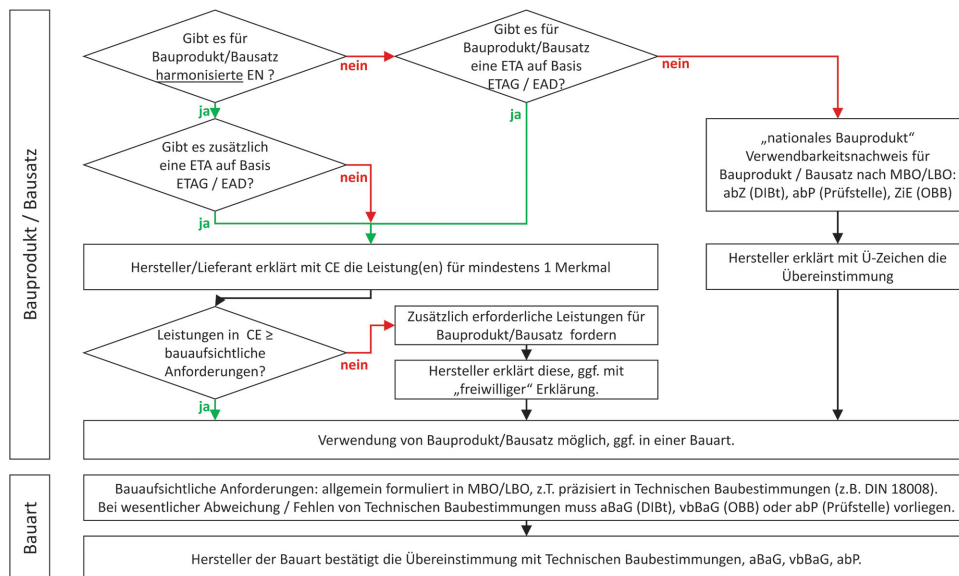 Bauprodukt / Bausatz
Gibt es für
Bauprodukt/Bausatz
harmonisierte EN ?
nein
ja
Gibt es für
Bauprodukt/Bausatz
eine ETA auf Basis
ETAG / EAD?
nein
ja
Gibt es zusätzlich
eine ETA auf Basis
ETAG / EAD?
nein
ja
„nationales Bauprodukt“
Verwendbarkeitsnachweis für
Bauprodukt / Bausatz nach MBO/LBO:
abZ (DIBt), abP (Prüfstelle), ZiE (OBB)
Hersteller/Lieferant erklärt mit CE die Leistung(en) für mindestens 1 Merkmal
Hersteller erklärt mit Ü-Zeichen die
Übereinstimmung
Leistungen in CE ≥
bauaufsichtliche
Anforderungen?
nein
ja
Zusätzlich erforderliche Leistungen für
Bauprodukt/Bausatz fordern
Hersteller erklärt diese, ggf. mit
„freiwilliger“ Erklärung.
Verwendung von Bauprodukt/Bausatz möglich, ggf. in einer Bauart.
Bauart
Bauaufsichtliche Anforderungen: allgemein formuliert in MBO/LBO, z.T. präzisiert in Technischen Baubestimmungen (z.B. DIN 18008).
Bei wesentlicher Abweichung / Fehlen von Technischen Baubestimmungen muss aBaG (DIBt), vbBaG (OBB) oder abP (Prüfstelle) vorliegen.
Hersteller der Bauart bestätigt die Übereinstimmung mit Technischen Baubestimmungen, aBaG, vbBaG, abP.